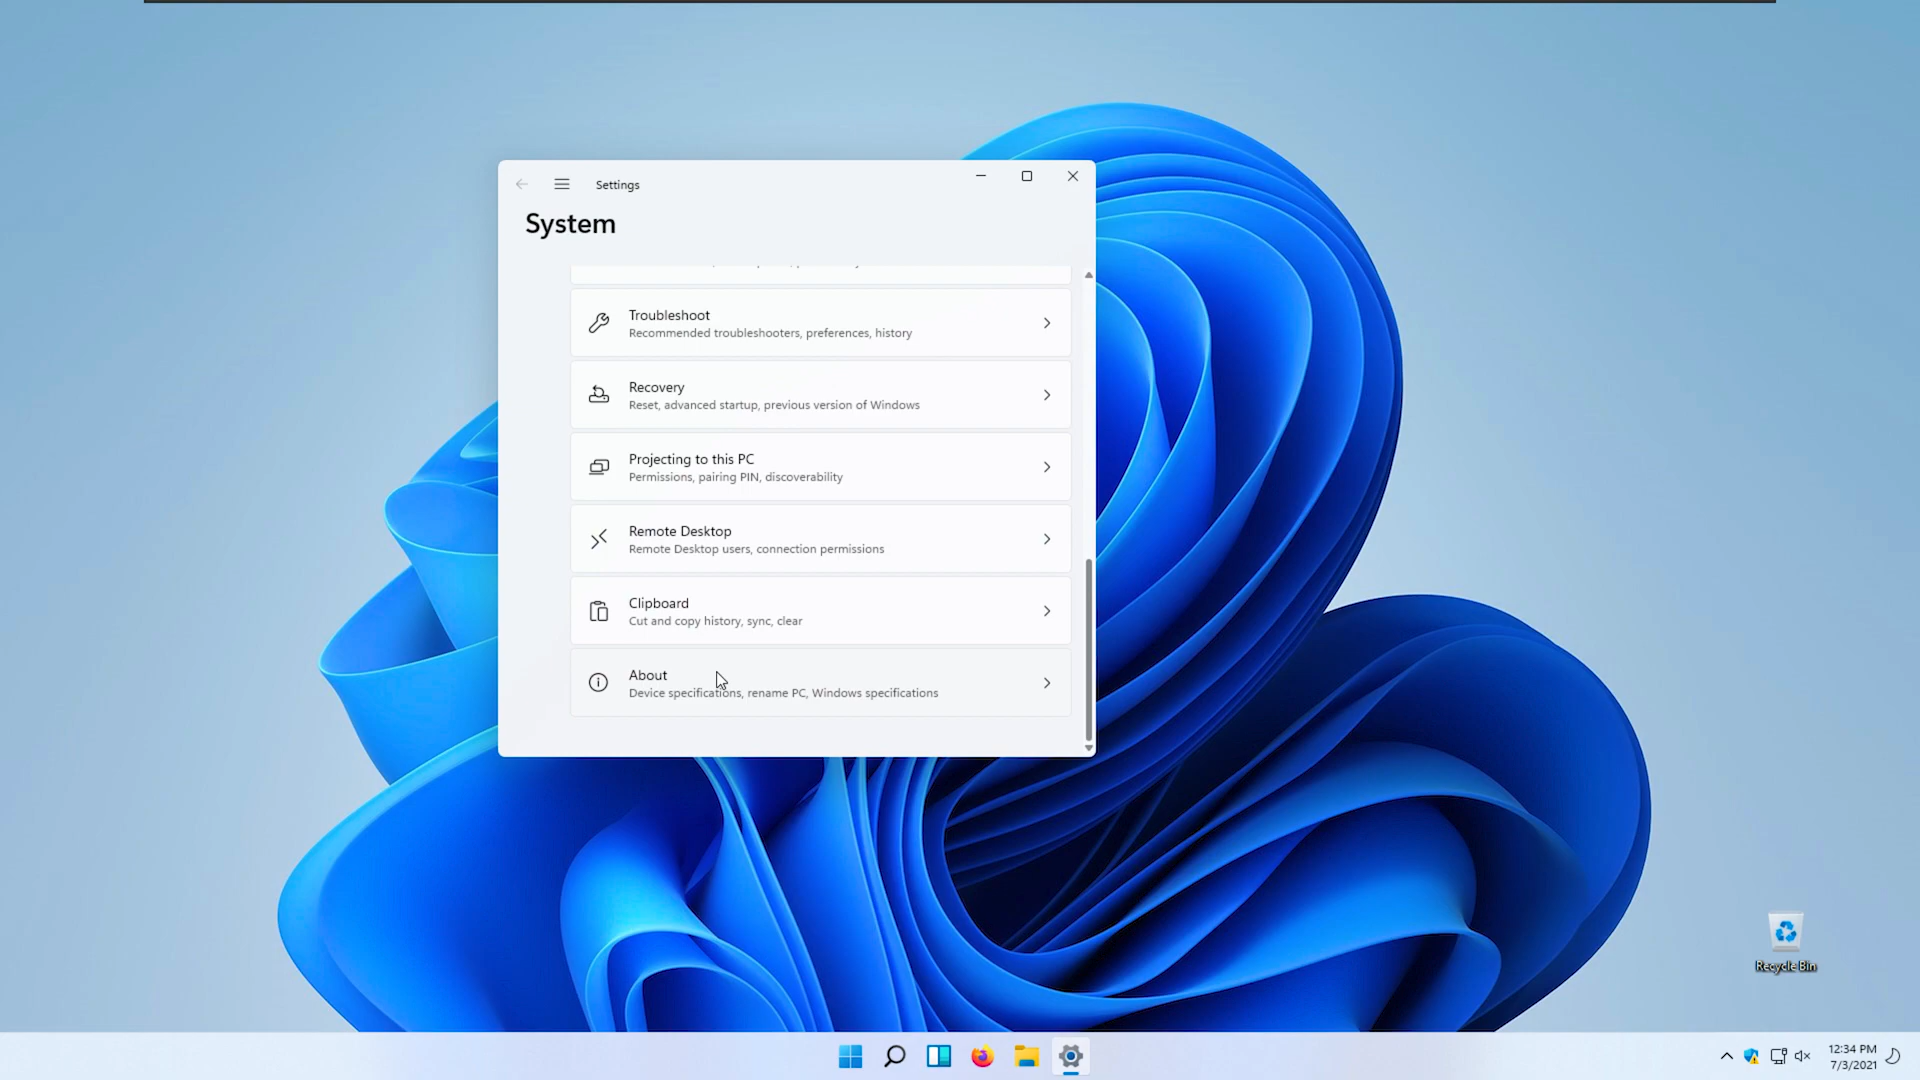 Settings
System
Troubleshoot
Recommended troubleshooters, preferences, history
Recovery
Reset, advanced startup, previous version of Windows
Projecting to this PC
Permissions, pairing PIN, discoverability
Remote Desktop
Remote Desktop users, connection permissions
Clipboard
Cut and copy history, sync, clear
About
Device specifications, rename PC, Windows specifications
Recycle Bin
12:34 PM
7/3/2021